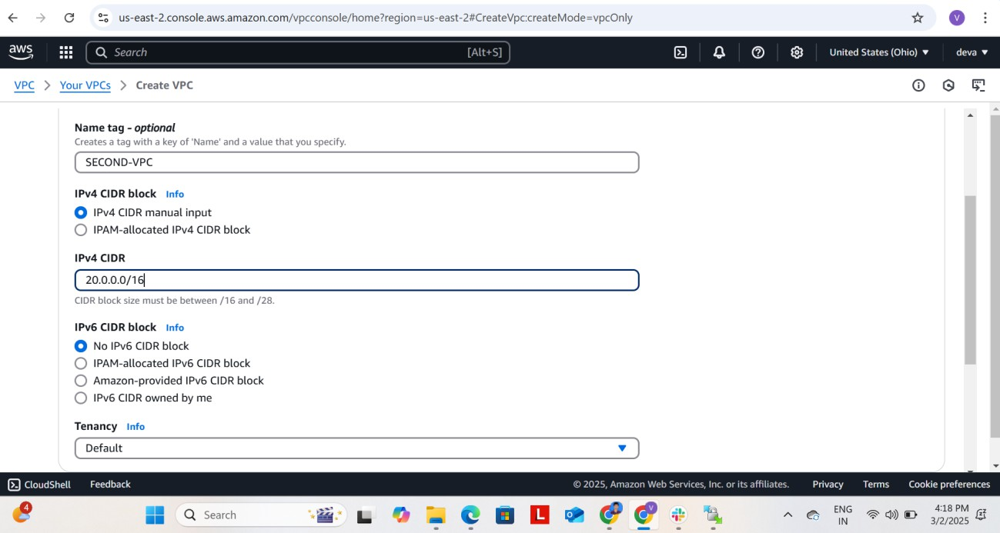 us-east-2.console.aws.amazon.com/vpcconsole/home?region=us-east-2#CreateVpc:createMode=vpcOnly
V
aws
Search
[Alt+S]
United States (Ohio)
deva
VPC > Your VPCs > Create VPC
Name tag - optional
Creates a tag with a key of 'Name' and a value that you specify.
SECOND-VPC
IPv4 CIDR block Info
IPv4 CIDR manual input
IPAM-allocated IPv4 CIDR block
IPv4 CIDR
20.0.0.0/16
CIDR block size must be between /16 and /28.
IPv6 CIDR block Info
No IPv6 CIDR block
IPAM-allocated IPv6 CIDR block
Amazon-provided IPv6 CIDR block
IPv6 CIDR owned by me
Tenancy Info
Default
CloudShell Feedback © 2025, Amazon Web Services, Inc. or its affiliates. Privacy Terms Cookie preferences
4
Search
L
V
ENG
IN
4:18 PM
3/2/2025